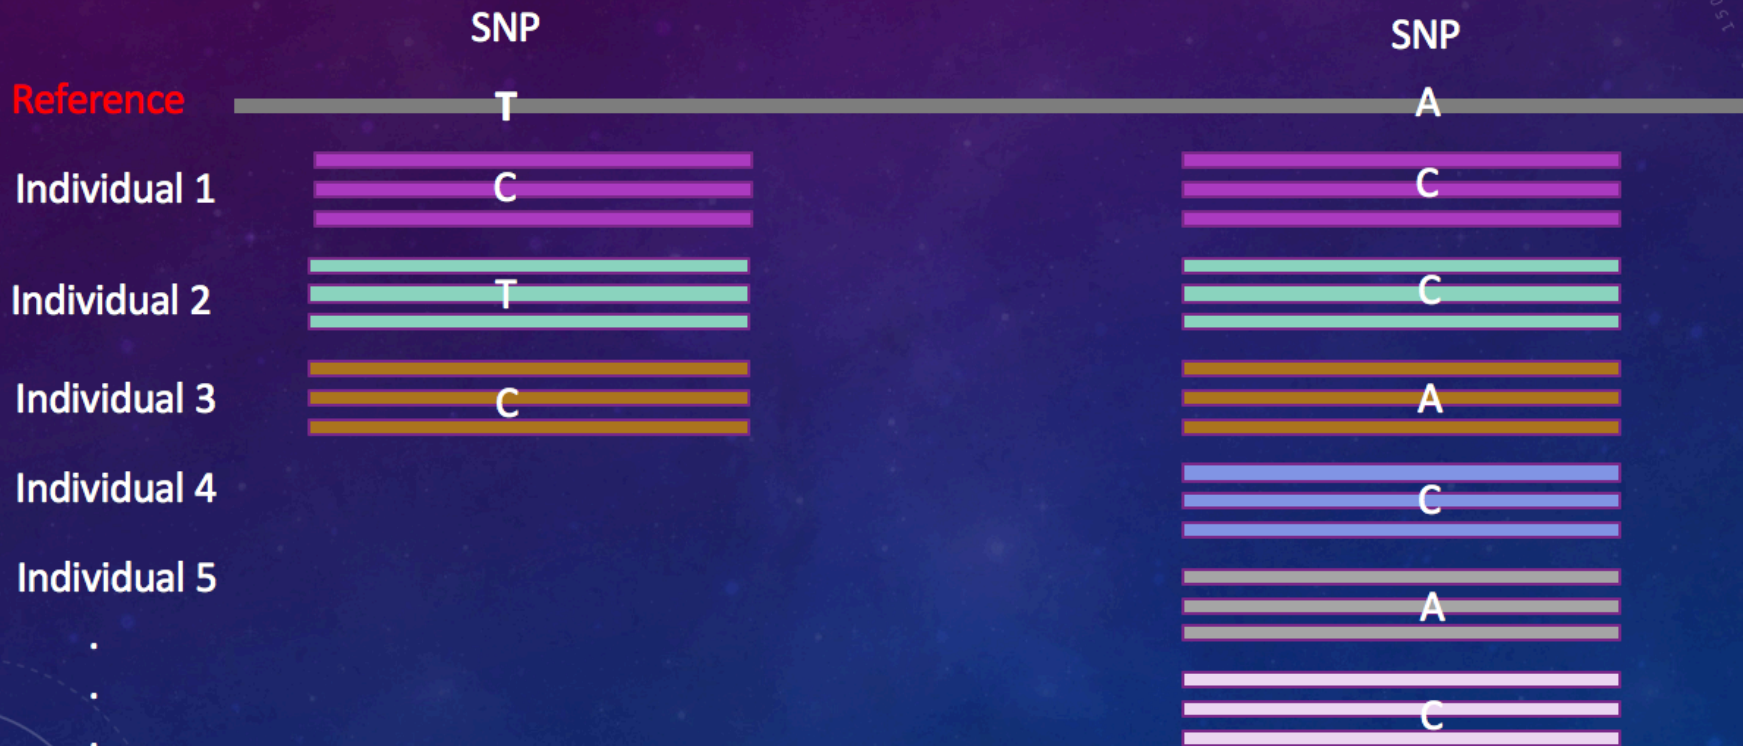 SNP SNP
Reference T A
Individual 1 C C
Individual 2 T C
Individual 3 C A
Individual 4 C
Individual 5 A
.
.
C
.